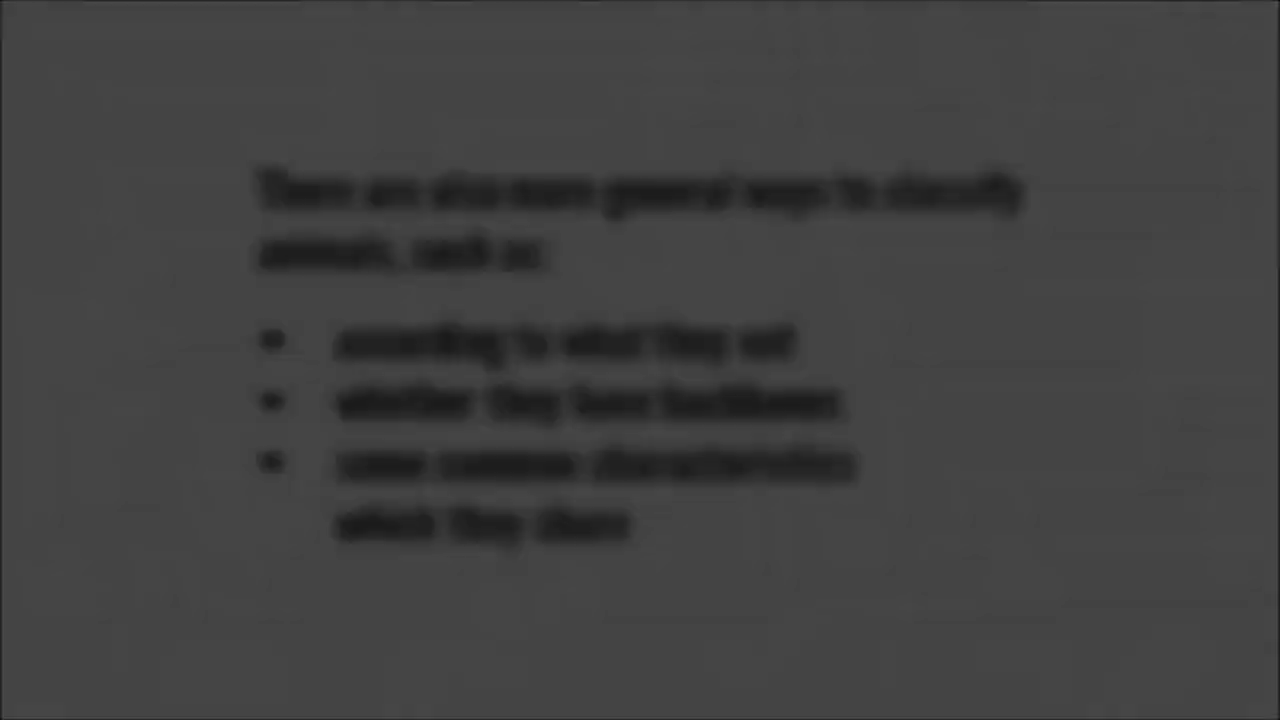 There are also more general ways to classify
animals, such as:
• according to what they eat
• whether they have backbones
• some common characteristics
which they share